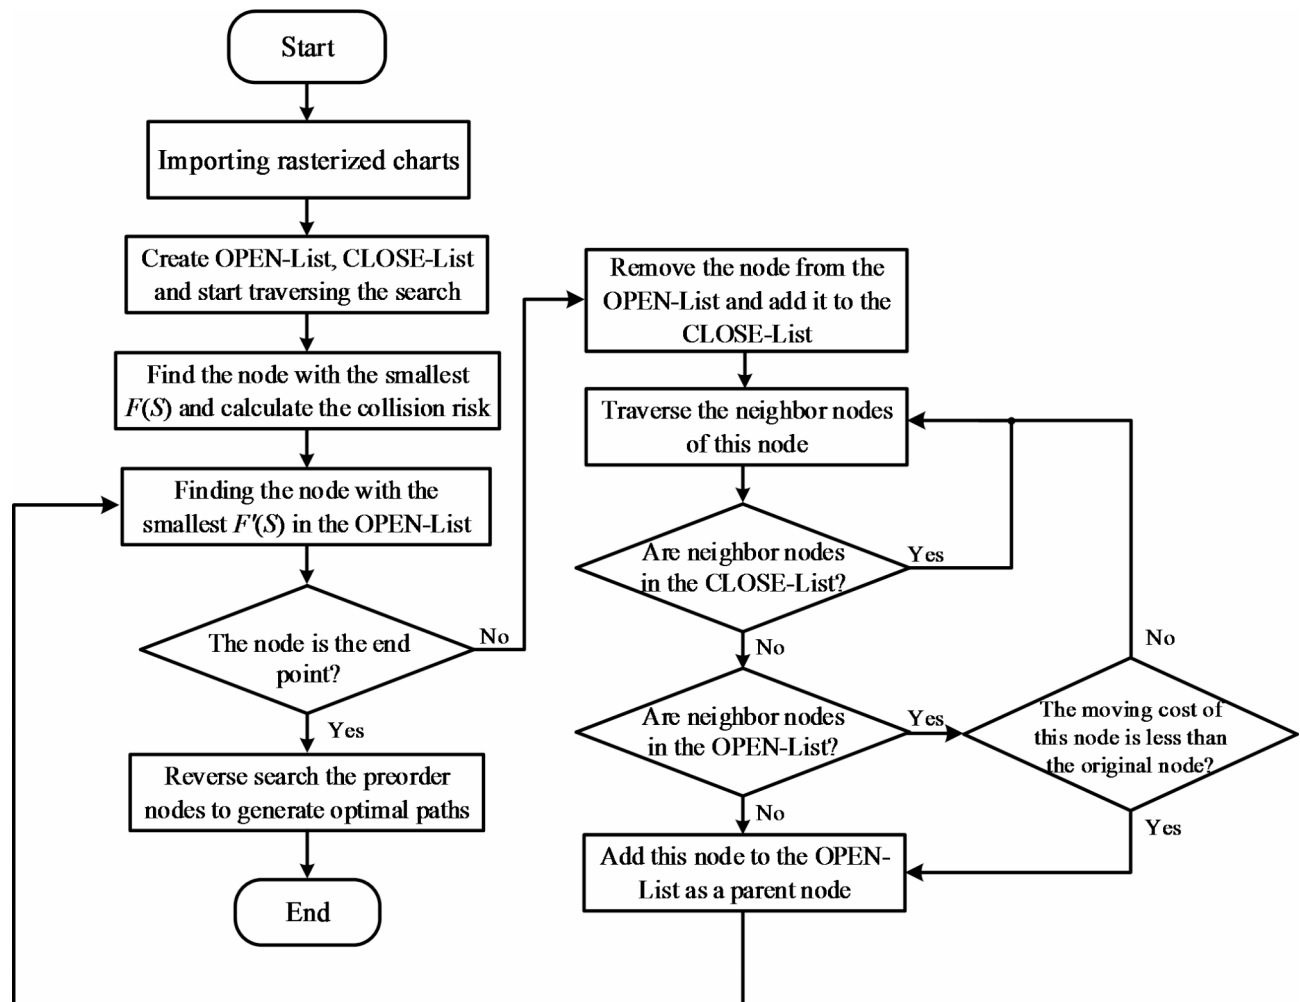 Start
Importing rasterized charts
Create OPEN-List, CLOSE-List
and start traversing the search
Find the node with the smallest
F(S) and calculate the collision risk
Finding the node with the
smallest F'(S) in the OPEN-List
The node is the end
point?
No
Yes
Reverse search the preorder
nodes to generate optimal paths
End
Remove the node from the
OPEN-List and add it to the
CLOSE-List
Traverse the neighbor nodes
of this node
Are neighbor nodes
in the CLOSE-List?
Yes
No
Are neighbor nodes
in the OPEN-List?
Yes
No
The moving cost of
this node is less than
the original node?
No
Yes
Add this node to the OPEN-
List as a parent node